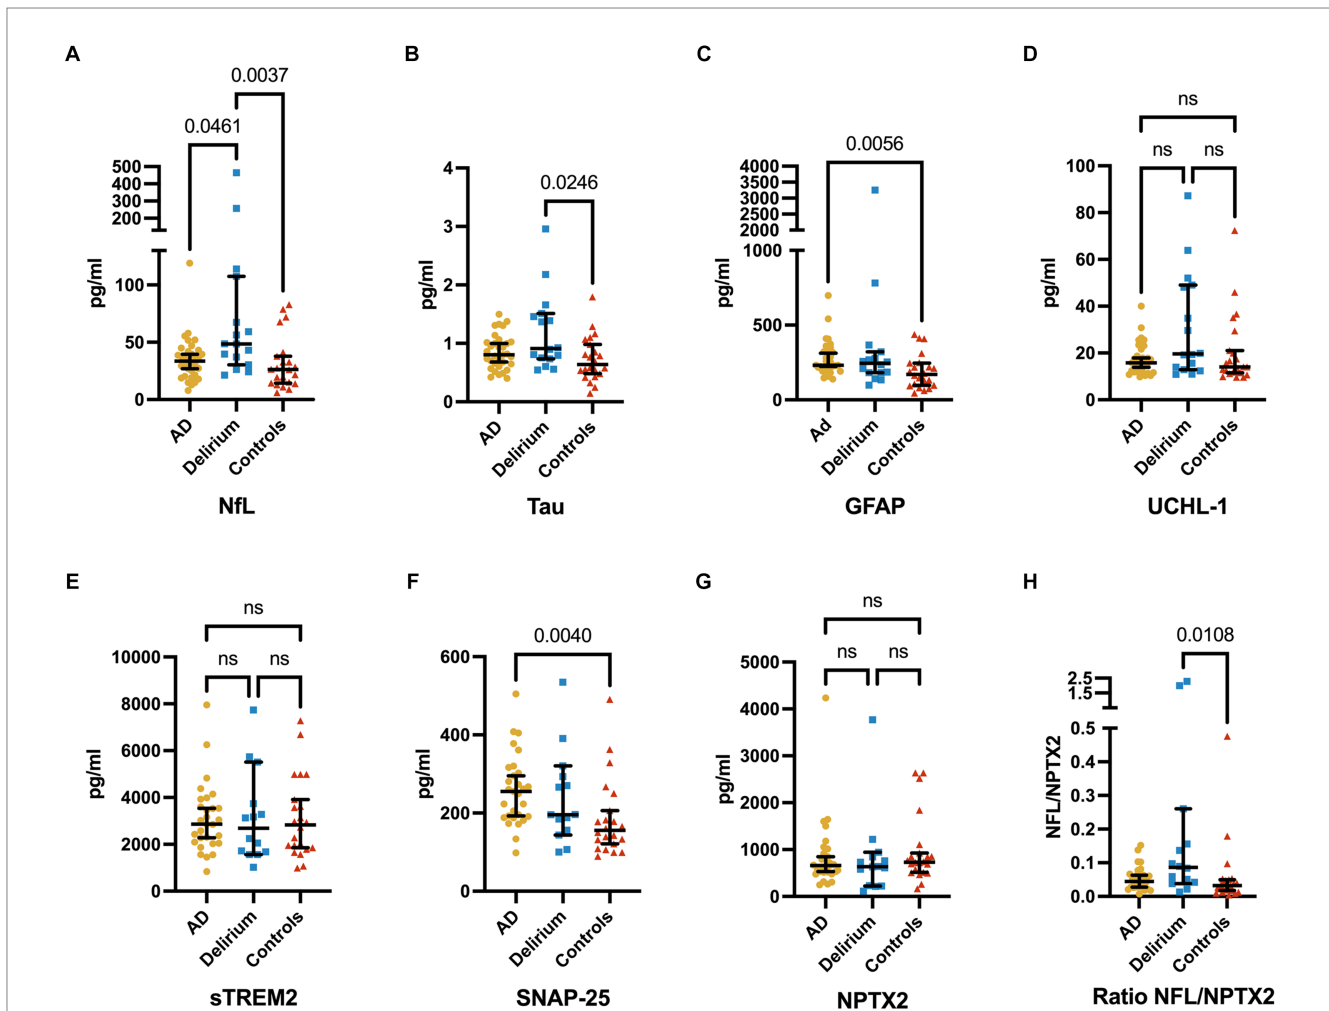 A
B
C
D
0.0037
0.0461
500
400
300
200
100
50
0
pg/ml
AD
Delirium
Controls
NfL
0.0246
4
3
2
1
0
pg/ml
AD
Delirium
Controls
Tau
0.0056
4000
3500
3000
2500
2000
1000
500
0
pg/ml
Ad
Delirium
Controls
GFAP
ns
ns
ns
100
80
60
40
20
0
pg/ml
AD
Delirium
Controls
UCHL-1
E
F
G
H
ns
ns
ns
10000
8000
6000
4000
2000
0
pg/ml
AD
Delirium
Controls
sTREM2
0.0040
600
400
200
0
pg/ml
AD
Delirium
Controls
SNAP-25
ns
ns
ns
5000
4000
3000
2000
1000
0
pg/ml
AD
Delirium
Controls
NPTX2
0.0108
2.5
1.5
0.5
0.4
0.3
0.2
0.1
0.0
NFL/NPTX2
AD
Delirium
Controls
Ratio NFL/NPTX2